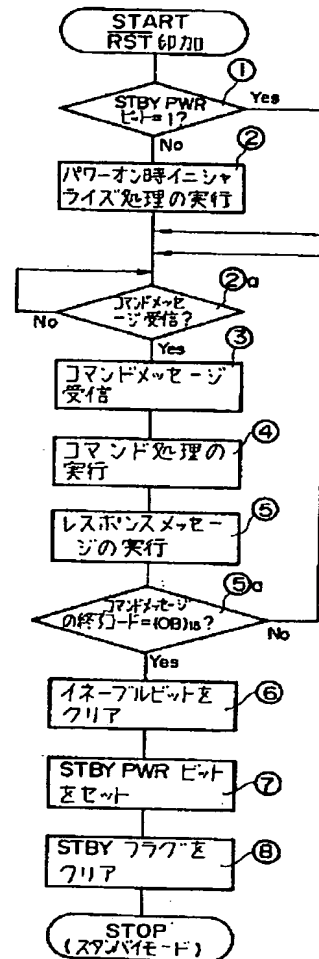 START
RST 印加
①
STBY PWR
ビット=1?
Yes
No
②
パワーオン時イニシャ
ライズ処理の実行
②a
コマンドメッセ
ージ受信?
No
Yes
③
コマンドメッセージ
受信
④
コマンド処理の
実行
⑤
レスポンスメッセー
ジの実行
⑤a
コマンドメッセージ
の終了コード=(OB)16?
No
Yes
⑥
イネーブルビットを
クリア
⑦
STBY PWR ビット
をセット
⑧
STBY フラグを
クリア
STOP
(スタンバイモード)